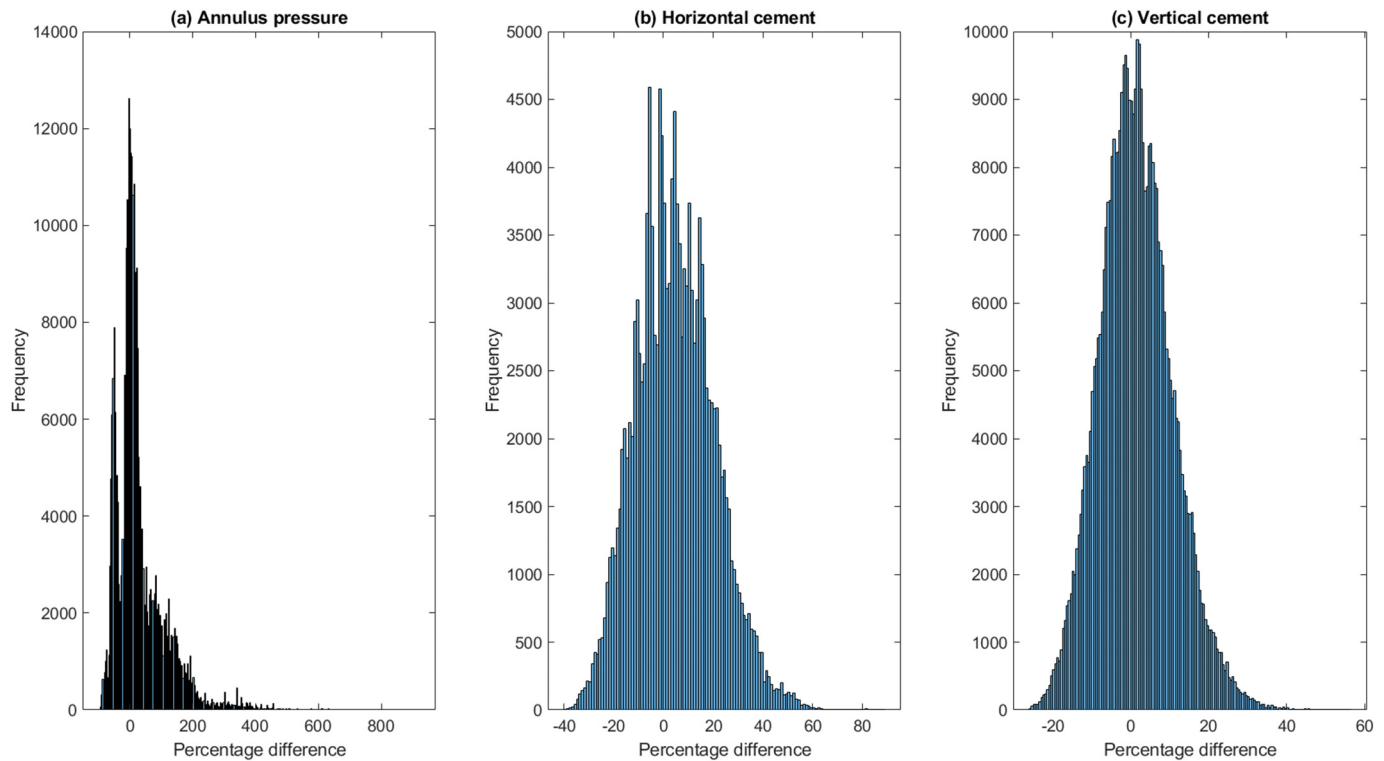 (a) Annulus pressure
14000
12000
10000
8000
6000
4000
2000
0
Frequency
0 200 400 600 800
Percentage difference
(b) Horizontal cement
5000
4500
4000
3500
3000
2500
2000
1500
1000
500
0
Frequency
-40 -20 0 20 40 60 80
Percentage difference
(c) Vertical cement
10000
9000
8000
7000
6000
5000
4000
3000
2000
1000
0
Frequency
-20 0 20 40 60
Percentage difference